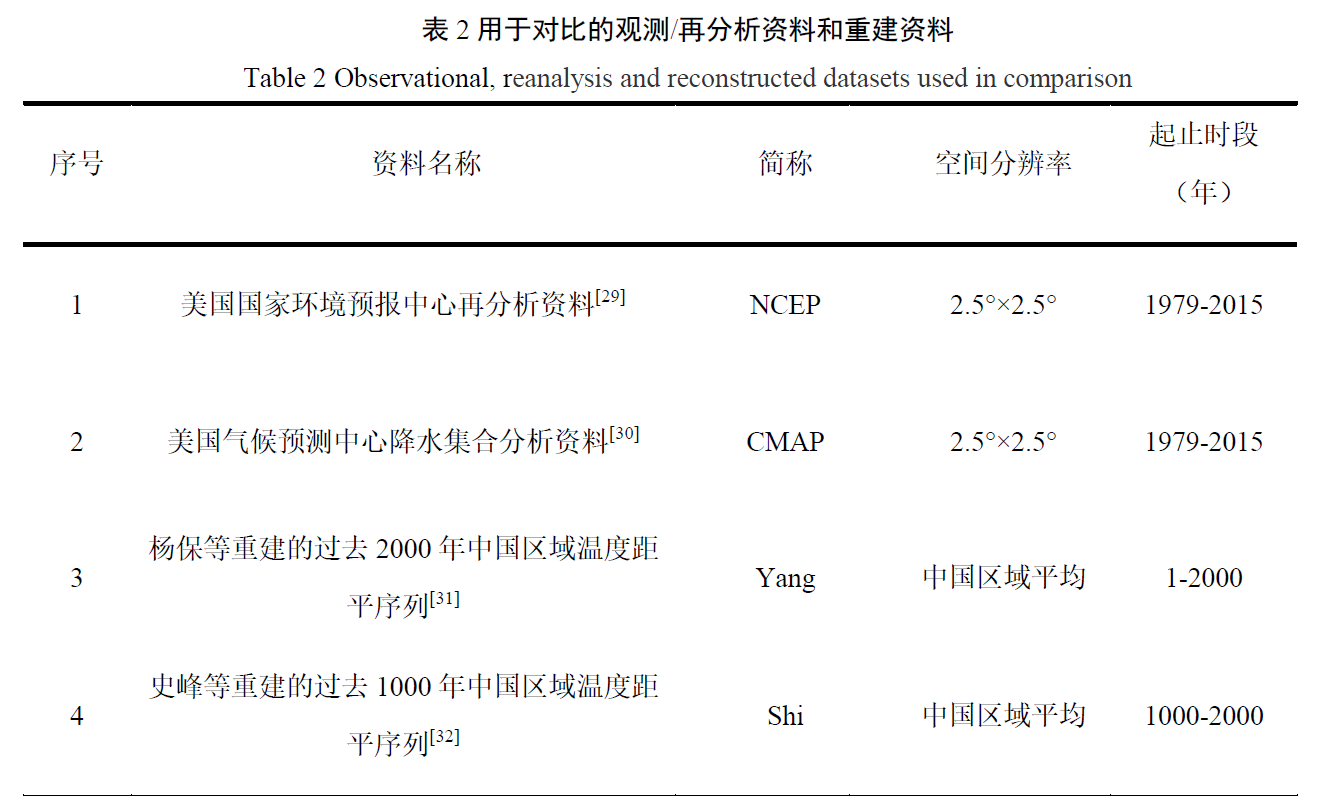 表 2 用于对比的观测/再分析资料和重建资料
Table 2 Observational, reanalysis and reconstructed datasets used in comparison
序号 资料名称 简称 空间分辨率 起止时段
（年）
1 美国国家环境预报中心再分析资料[29] NCEP 2.5°×2.5° 1979-2015
2 美国气候预测中心降水集合分析资料[30] CMAP 2.5°×2.5° 1979-2015
3 杨保等重建的过去 2000 年中国区域温度距 Yang 中国区域平均 1-2000
平序列[31]
4 史峰等重建的过去 1000 年中国区域温度距 Shi 中国区域平均 1000-2000
平序列[32]